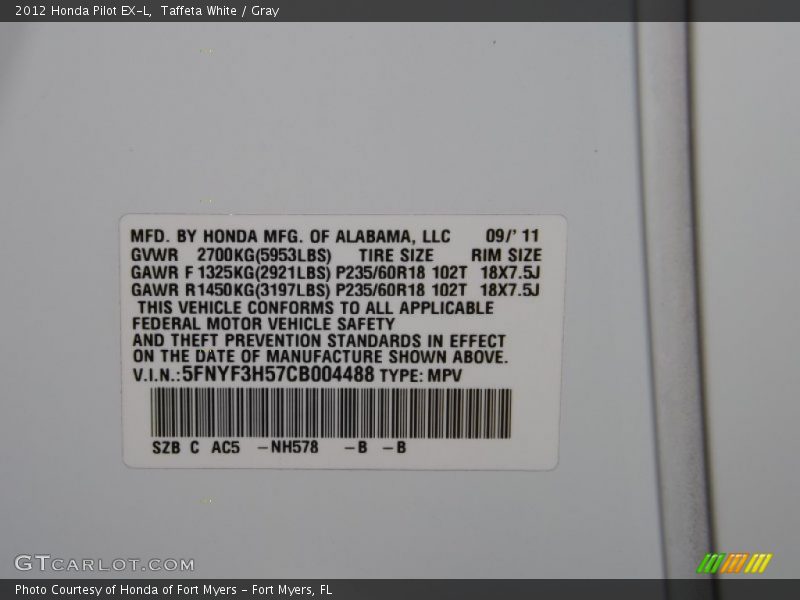 2012 Honda Pilot EX-L, Taffeta White / Gray
MFD. BY HONDA MFG. OF ALABAMA, LLC 09/' 11
GVWR 2700KG(5953LBS) TIRE SIZE RIM SIZE
GAWR F 1325KG(2921LBS) P235/60R18 102T 18X7.5J
GAWR R1450KG(3197LBS) P235/60R18 102T 18X7.5J
THIS VEHICLE CONFORMS TO ALL APPLICABLE
FEDERAL MOTOR VEHICLE SAFETY
AND THEFT PREVENTION STANDARDS IN EFFECT
ON THE DATE OF MANUFACTURE SHOWN ABOVE.
V.I.N.:5FNYF3H57CB004488 TYPE: MPV
SZB C AC5 -NH578 -B -B
GTCARLOT.COM
Photo Courtesy of Honda of Fort Myers - Fort Myers, FL